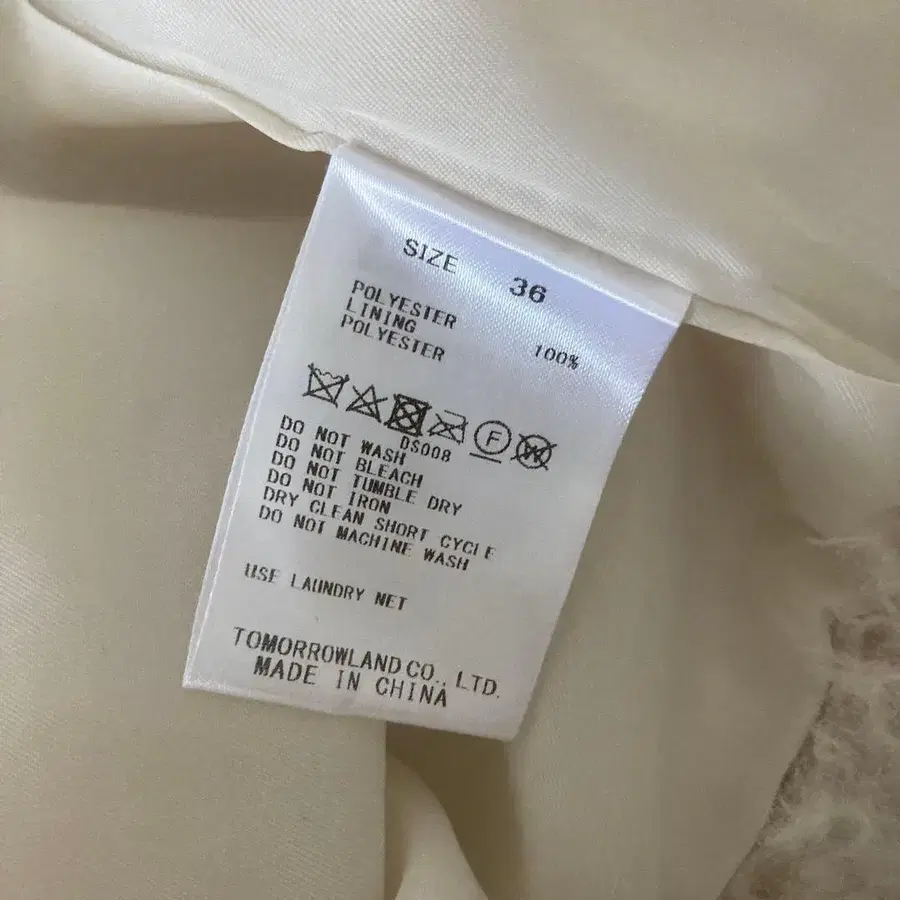 SIZE 36
POLYESTER
LINING
POLYESTER 100%
F W
DS008
DO NOT WASH
DO NOT BLEACH
DO NOT TUMBLE DRY
DO NOT IRON
DRY CLEAN SHORT CYCLE
DO NOT MACHINE WASH
USE LAUNDRY NET
TOMORROWLAND CO., LTD.
MADE IN CHINA